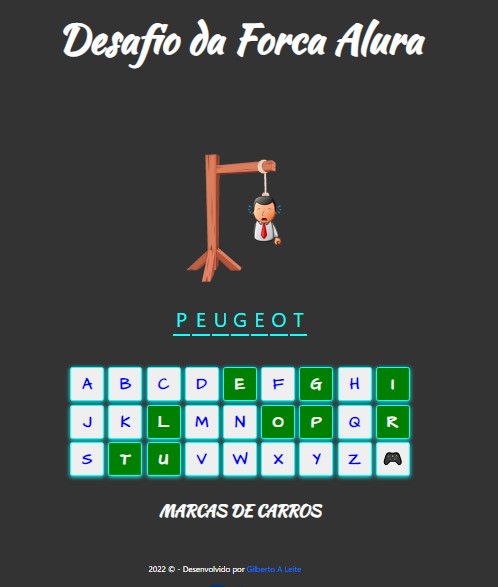 Desafio da Forca Alura
P E U G E O T
A B C D E F G H I
J K L M N O P Q R
S T U V W X Y Z
MARCAS DE CARROS
2022 © - Desenvolvido por Gilberto A Leite